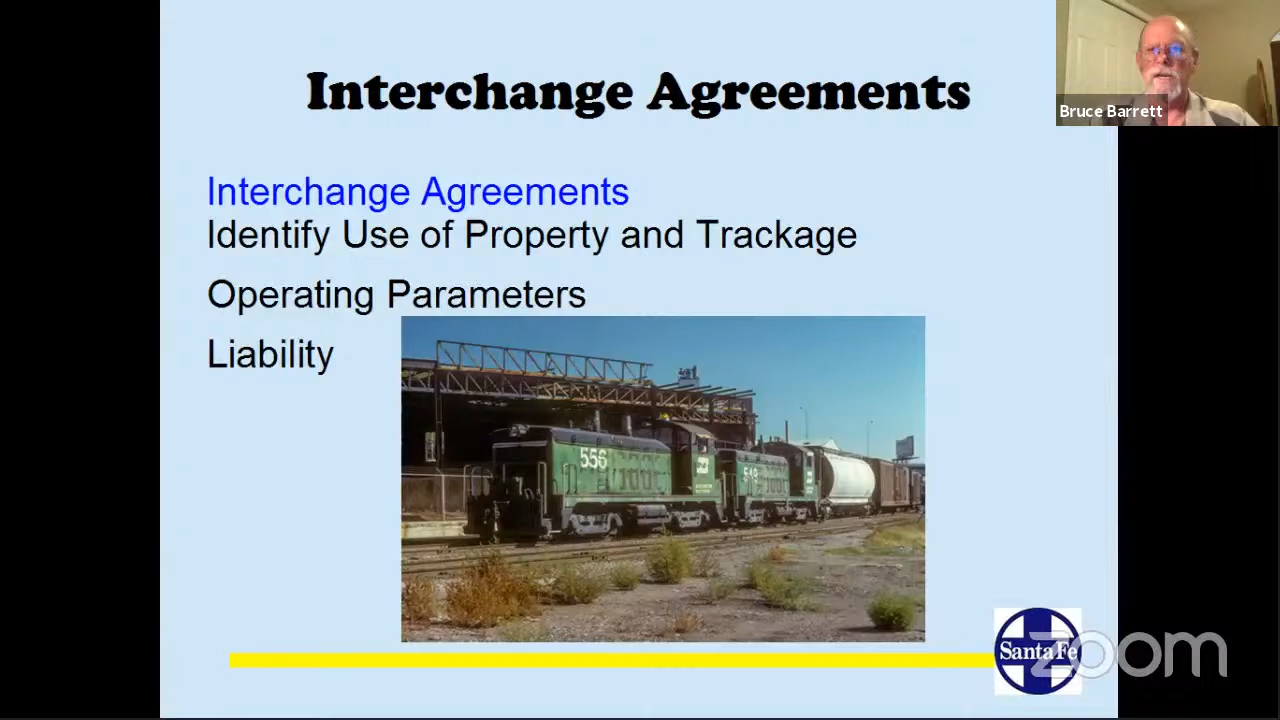 Interchange Agreements
Bruce Barrett
Interchange Agreements
Identify Use of Property and Trackage
Operating Parameters
Liability
556
Santa Fe
zoom